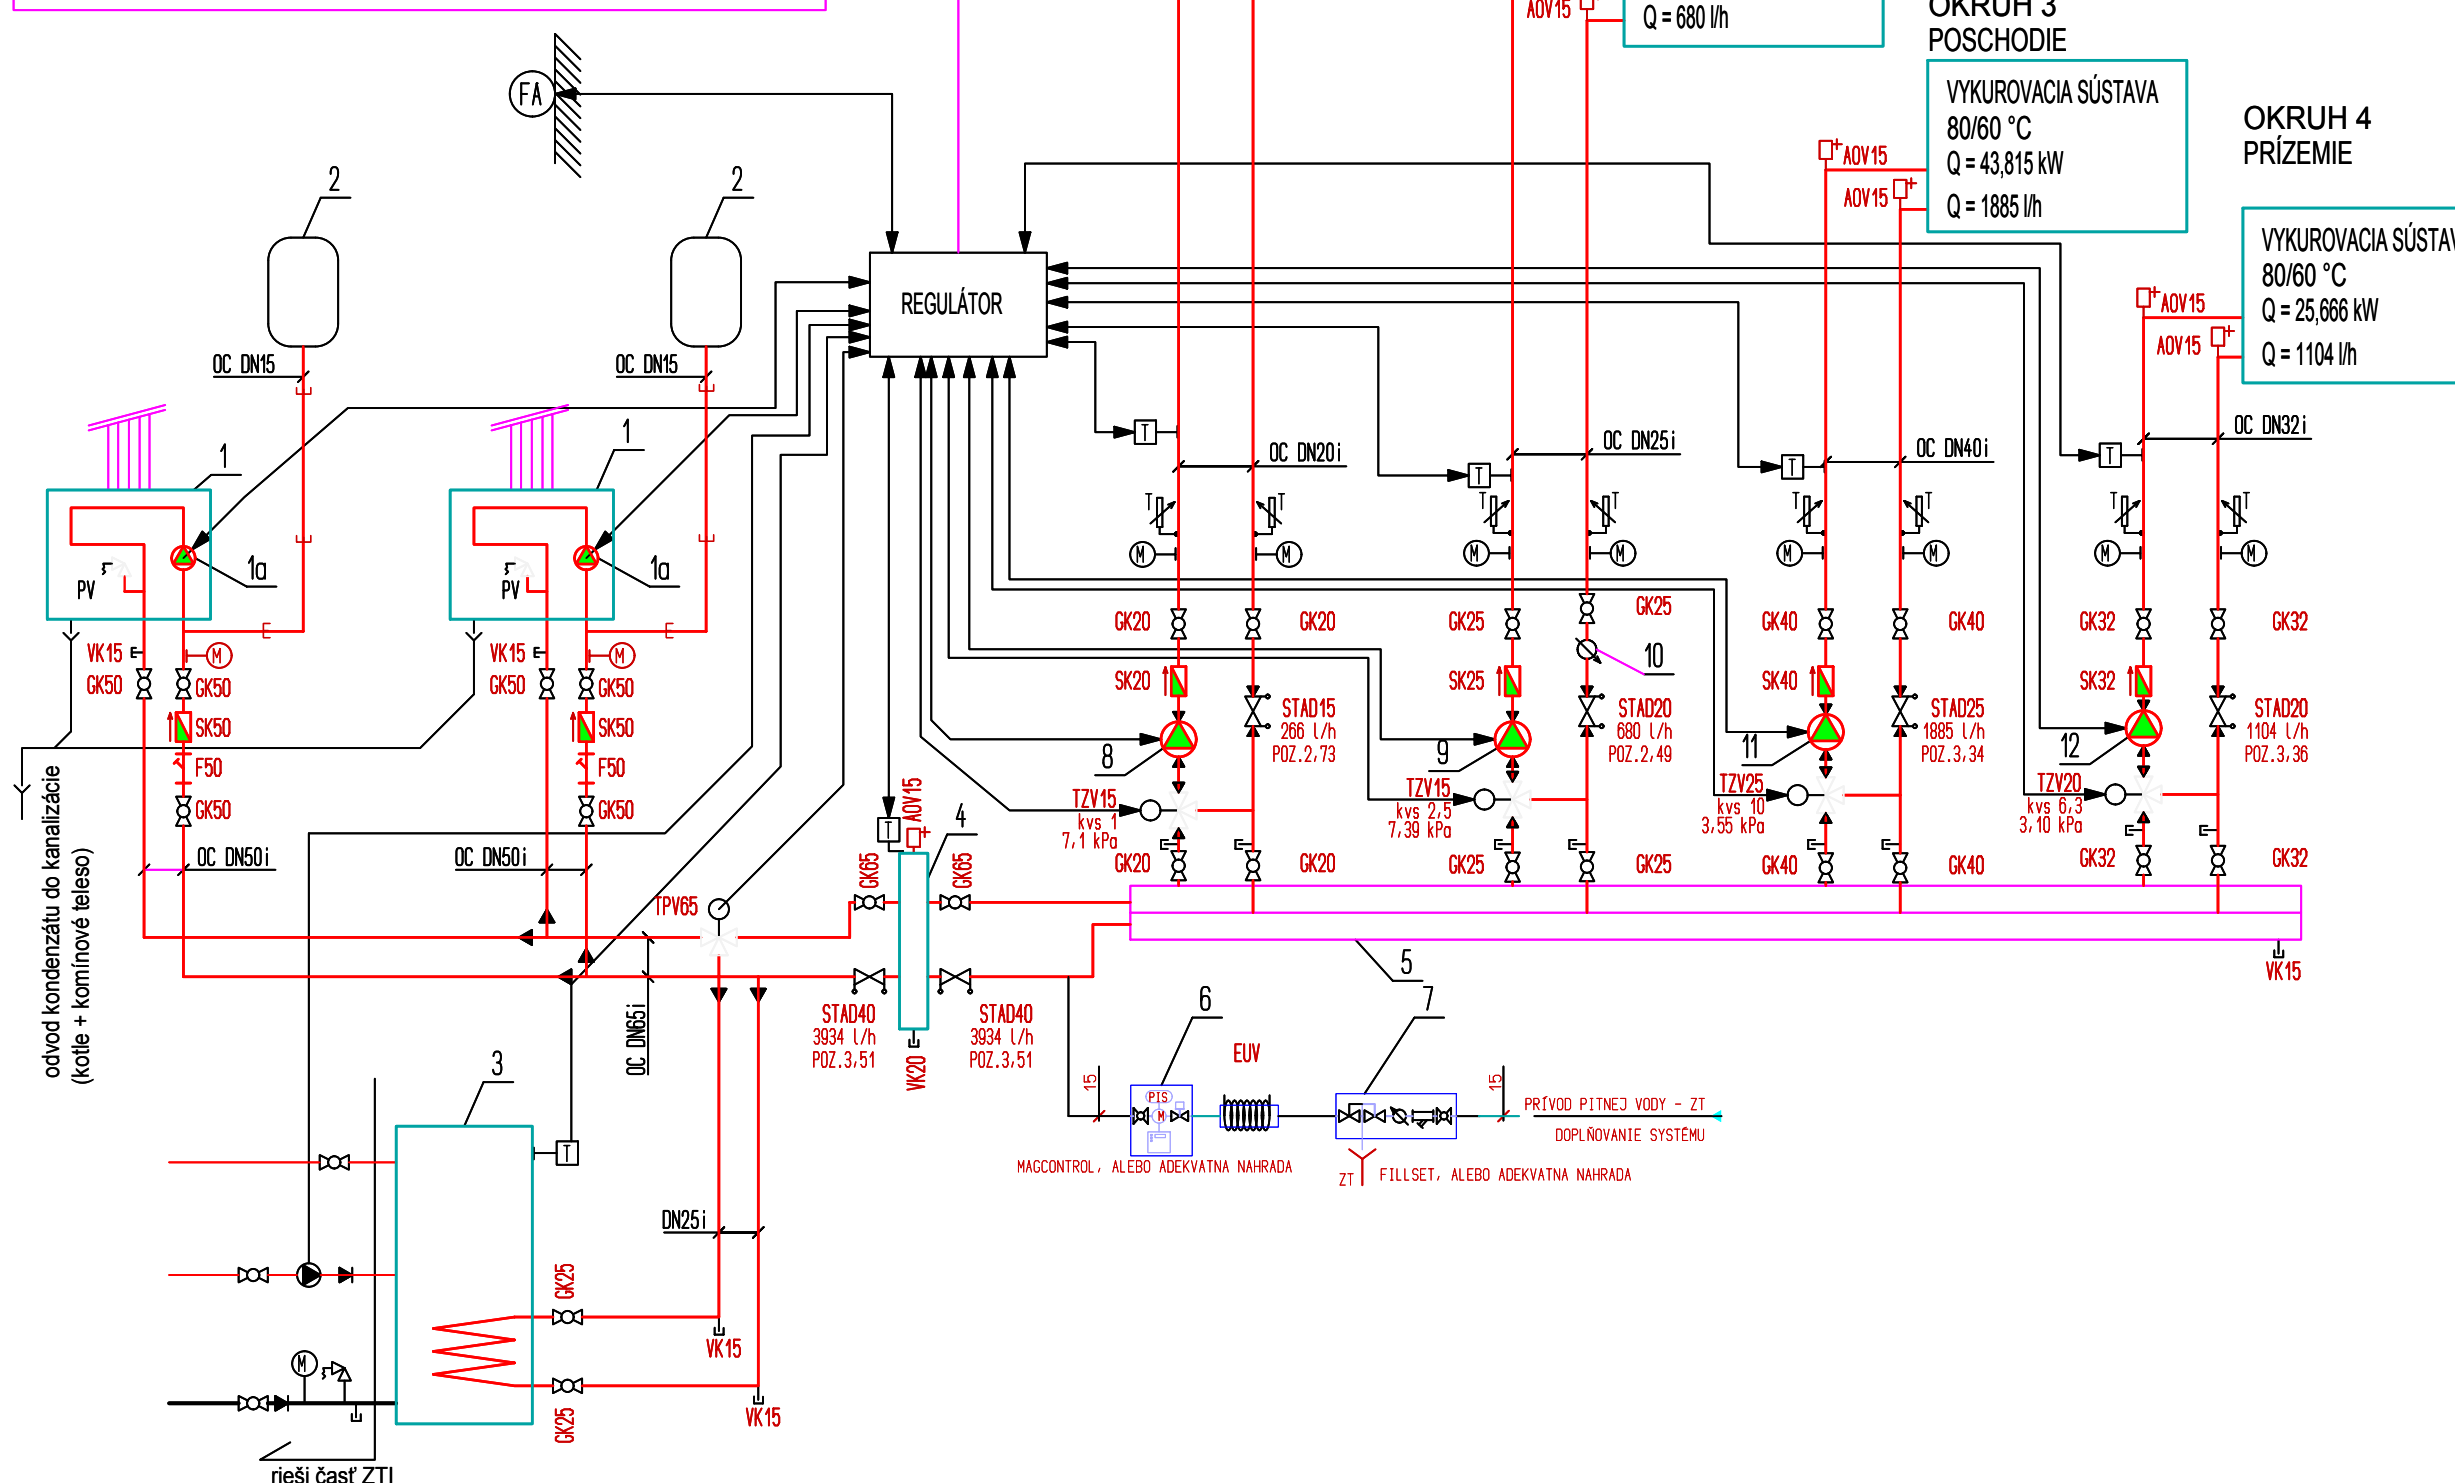 AOV15
Q = 680 l/h
OKRUH 3
POSCHODIE
VYKUROVACIA SÚSTAVA
80/60 °C
Q = 43,815 kW
Q = 1885 l/h
AOV15
AOV15
OKRUH 4
PRÍZEMIE
VYKUROVACIA SÚSTAV
80/60 °C
Q = 25,666 kW
Q = 1104 l/h
AOV15
AOV15
FA
2
2
REGULÁTOR
OC DN15
OC DN15
1
1
1a
1a
PV
PV
T
T
T
T
OC DN20i
OC DN25i
OC DN40i
OC DN32i
T
T
T
T
T
T
T
T
M
M
M
M
M
M
M
M
VK15
M
VK15
M
GK50
GK50
GK50
GK50
SK50
SK50
F50
F50
GK50
GK50
OC DN50i
OC DN50i
GK20
GK20
GK25
GK25
GK40
GK40
GK32
GK32
10
SK20
SK25
SK40
SK32
STAD15
266 l/h
POZ.2,73
STAD20
680 l/h
POZ.2,49
STAD25
1885 l/h
POZ.3,34
STAD20
1104 l/h
POZ.3,36
8
9
11
12
TZV15
kvs 1
7,1 kPa
TZV15
kvs 2,5
7,39 kPa
TZV25
kvs 10
3,55 kPa
TZV20
kvs 6,3
3,10 kPa
GK20
GK20
GK25
GK25
GK40
GK40
GK32
GK32
odvod kondenzátu do kanalizácie
(kotle + komínové teleso)
T
AOV15
4
GK65
GK65
TPV65
OC DN65i
STAD40
3934 l/h
POZ.3,51
STAD40
3934 l/h
POZ.3,51
VK20
5
VK15
6
7
EUV
15
PIS
M
15
PRÍVOD PITNEJ VODY - ZT
DOPLŇOVANIE SYSTÉMU
MAGCONTROL, ALEBO ADEKVATNA NAHRADA
ZT
FILLSET, ALEBO ADEKVATNA NAHRADA
3
T
DN25i
GK25
VK15
GK25
VK15
M
rieši časť ZTI